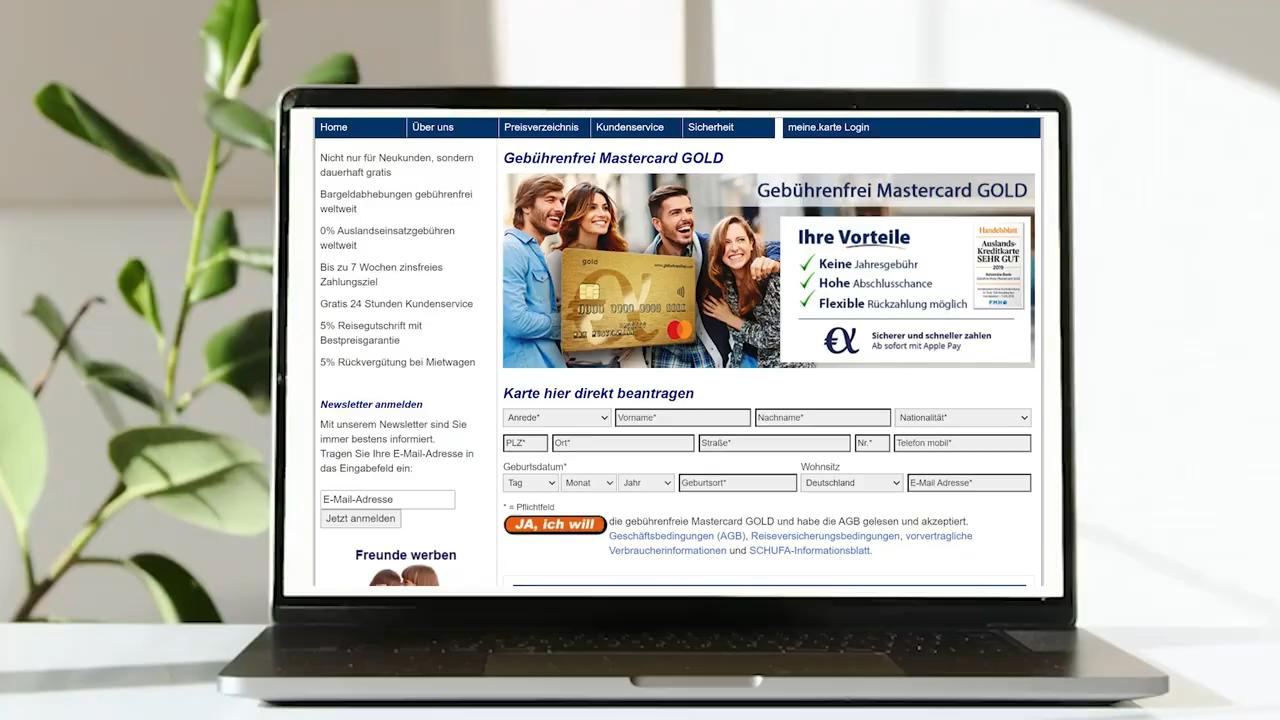 Home
Über uns
Preisverzeichnis
Kundenservice
Sicherheit
meine.karte Login
Nicht nur für Neukunden, sondern
dauerhaft gratis
Bargeldabhebungen gebührenfrei
weltweit
0% Auslandseinsatzgebühren
weltweit
Bis zu 7 Wochen zinsfreies
Zahlungsziel
Gratis 24 Stunden Kundenservice
5% Reisegutschrift mit
Bestpreisgarantie
5% Rückvergütung bei Mietwagen
Newsletter anmelden
Mit unserem Newsletter sind Sie
immer bestens informiert.
Tragen Sie Ihre E-Mail-Adresse in
das Eingabefeld ein:
E-Mail-Adresse
Jetzt anmelden
Freunde werben
Gebührenfrei Mastercard GOLD
Gebührenfrei Mastercard GOLD
gold
Ihre Vorteile
Keine Jahresgebühr
Hohe Abschlusschance
Flexible Rückzahlung möglich
Handelsblatt
Auslands-
Kreditkarte
SEHR GUT
2019
FMH
€α
Sicherer und schneller zahlen
Ab sofort mit Apple Pay
Karte hier direkt beantragen
Anrede* Vorname* Nachname* Nationalität*
PLZ* Ort* Straße* Nr.* Telefon mobil*
Geburtsdatum* Wohnsitz
Tag Monat Jahr Geburtsort* Deutschland E-Mail Adresse*
* = Pflichtfeld
JA, ich will die gebührenfreie Mastercard GOLD und habe die AGB gelesen und akzeptiert.
Geschäftsbedingungen (AGB), Reiseversicherungsbedingungen, vorvertragliche
Verbraucherinformationen und SCHUFA-Informationsblatt.